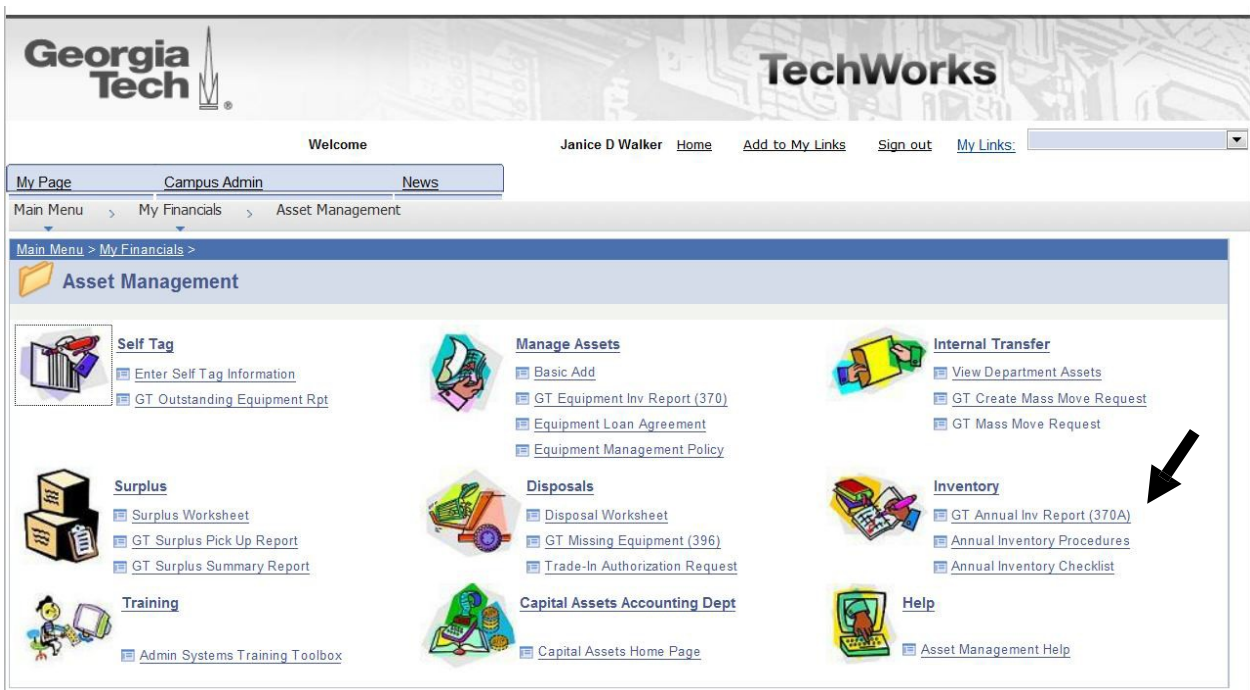 Georgia
Tech ®
TechWorks
Welcome Janice D Walker Home Add to My Links Sign out My Links:
My Page Campus Admin News
Main Menu > My Financials > Asset Management
Main Menu > My Financials >
Asset Management
Self Tag
Enter Self Tag Information
GT Outstanding Equipment Rpt
Manage Assets
Basic Add
GT Equipment Inv Report (370)
Equipment Loan Agreement
Equipment Management Policy
Internal Transfer
View Department Assets
GT Create Mass Move Request
GT Mass Move Request
Surplus
Surplus Worksheet
GT Surplus Pick Up Report
GT Surplus Summary Report
Disposals
Disposal Worksheet
GT Missing Equipment (396)
Trade-In Authorization Request
Inventory
GT Annual Inv Report (370A)
Annual Inventory Procedures
Annual Inventory Checklist
Training
Admin Systems Training Toolbox
Capital Assets Accounting Dept
Capital Assets Home Page
Help
Asset Management Help